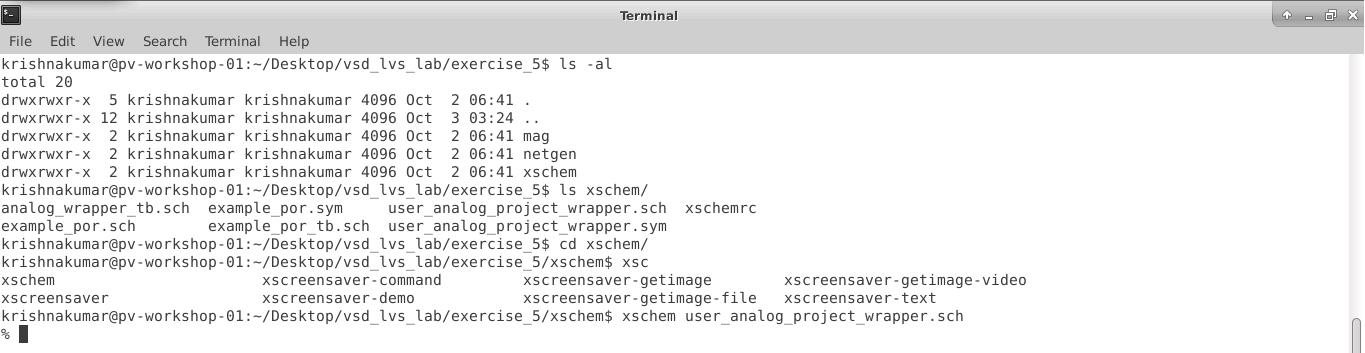 Terminal
File Edit View Search Terminal Help
krishnakumar@pv-workshop-01:~/Desktop/vsd_lvs_lab/exercise_5$ ls -al
total 20
drwxrwxr-x  5 krishnakumar krishnakumar 4096 Oct  2 06:41 .
drwxrwxr-x 12 krishnakumar krishnakumar 4096 Oct  3 03:24 ..
drwxrwxr-x  2 krishnakumar krishnakumar 4096 Oct  2 06:41 mag
drwxrwxr-x  2 krishnakumar krishnakumar 4096 Oct  2 06:41 netgen
drwxrwxr-x  2 krishnakumar krishnakumar 4096 Oct  2 06:41 xschem
krishnakumar@pv-workshop-01:~/Desktop/vsd_lvs_lab/exercise_5$ ls xschem/
analog_wrapper_tb.sch  example_por.sym     user_analog_project_wrapper.sch  xschemrc
example_por.sch        example_por_tb.sch  user_analog_project_wrapper.sym
krishnakumar@pv-workshop-01:~/Desktop/vsd_lvs_lab/exercise_5$ cd xschem/
krishnakumar@pv-workshop-01:~/Desktop/vsd_lvs_lab/exercise_5/xschem$ xsc
xschem                       xscreensaver-command         xscreensaver-getimage        xscreensaver-getimage-video
xscreensaver                 xscreensaver-demo            xscreensaver-getimage-file   xscreensaver-text
krishnakumar@pv-workshop-01:~/Desktop/vsd_lvs_lab/exercise_5/xschem$ xschem user_analog_project_wrapper.sch
%